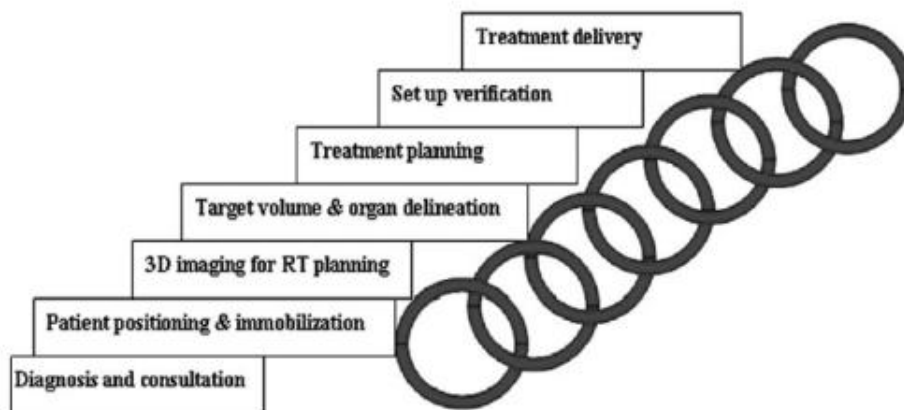 Treatment delivery
Set up verification
Treatment planning
Target volume & organ delineation
3D imaging for RT planning
Patient positioning & immobilization
Diagnosis and consultation